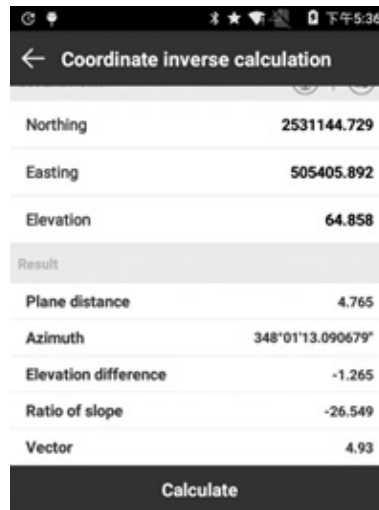 下午5:36
Coordinate inverse calculation
Northing 2531144.729
Easting 505405.892
Elevation 64.858
Result
Plane distance 4.765
Azimuth 348°01'13.090679"
Elevation difference -1.265
Ratio of slope -26.549
Vector 4.93
Calculate